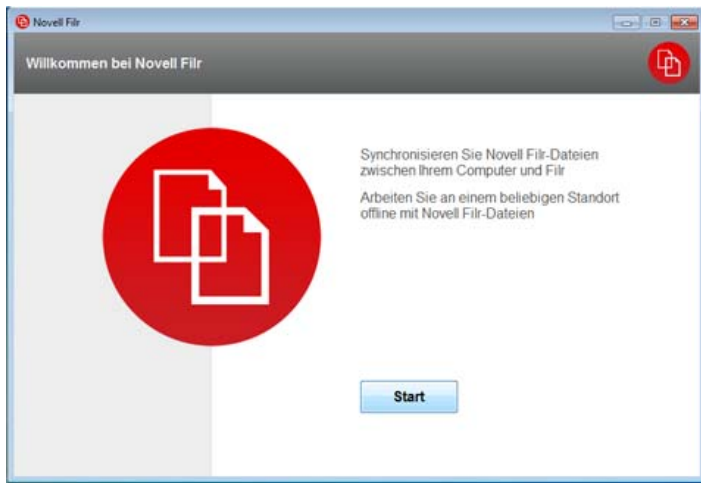 Novell Filr
Willkommen bei Novell Filr
Synchronisieren Sie Novell Filr-Dateien
zwischen Ihrem Computer und Filr
Arbeiten Sie an einem beliebigen Standort
offline mit Novell Filr-Dateien
Start